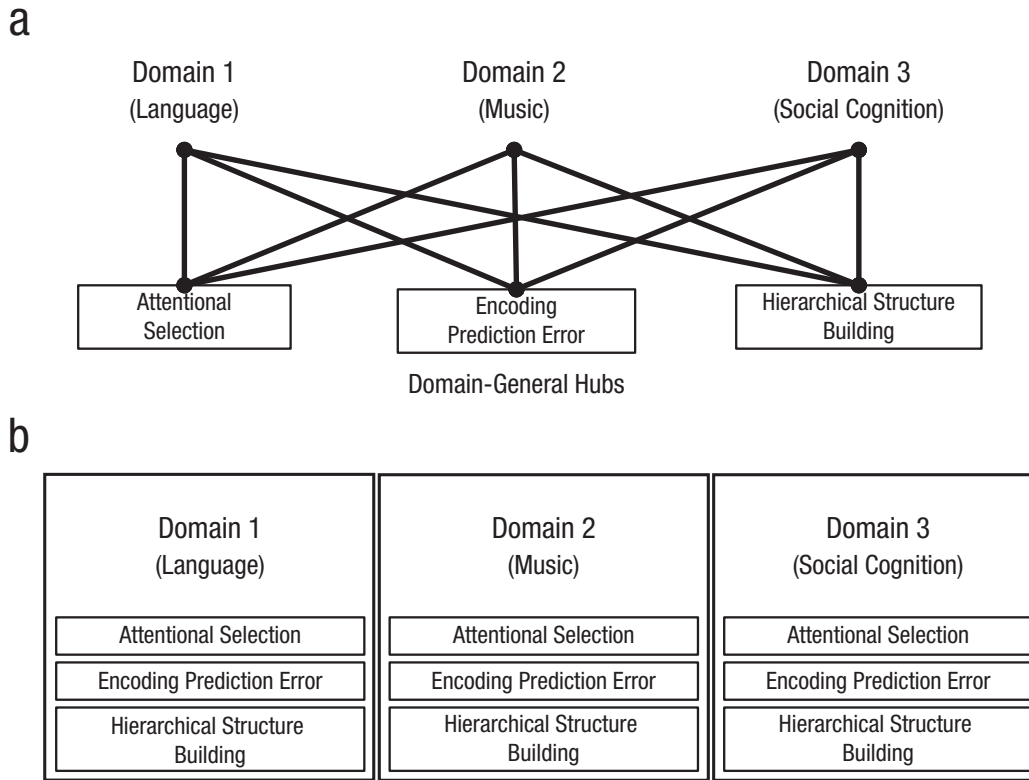 a
Domain 1
(Language)
Domain 2
(Music)
Domain 3
(Social Cognition)
Attentional
Selection
Encoding
Prediction Error
Hierarchical Structure
Building
Domain-General Hubs
b
Domain 1
(Language)
Attentional Selection
Encoding Prediction Error
Hierarchical Structure
Building
Domain 2
(Music)
Attentional Selection
Encoding Prediction Error
Hierarchical Structure
Building
Domain 3
(Social Cognition)
Attentional Selection
Encoding Prediction Error
Hierarchical Structure
Building